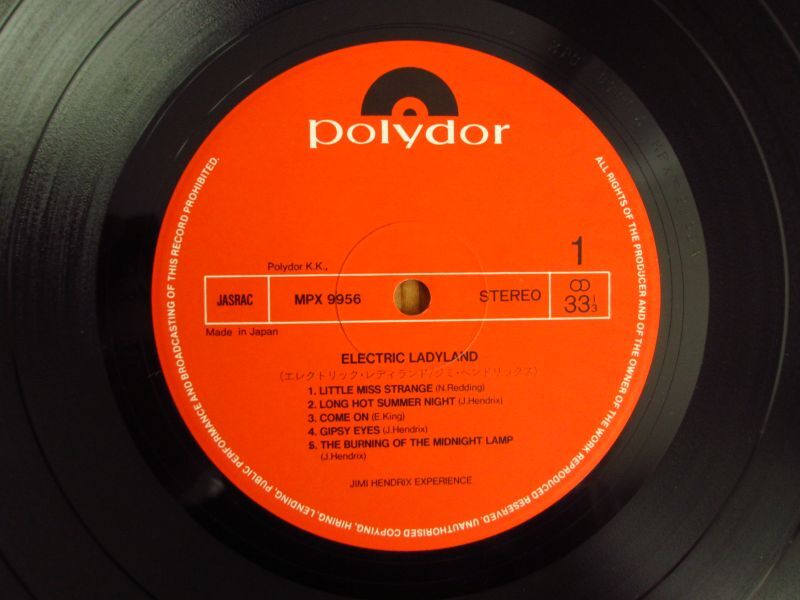 polydor
1
Polydor K.K.,
JASRAC
MPX 9956
STEREO
33 1/3
Made in Japan
ELECTRIC LADYLAND
(エレクトリック・レディランド/ジミ・ヘンドリックス)
1. LITTLE MISS STRANGE (N.Redding)
2. LONG HOT SUMMER NIGHT (J.Hendrix)
3. COME ON (E.King)
4. GIPSY EYES (J.Hendrix)
5. THE BURNING OF THE MIDNIGHT LAMP
(J.Hendrix)
JIMI HENDRIX EXPERIENCE
ALL RIGHTS OF THE PRODUCER AND OF THE OWNER OF THE WORK REPRODUCED RESERVED. UNAUTHORISED COPYING, HIRING, LENDING, PUBLIC PERFORMANCE AND BROADCASTING OF THIS RECORD PROHIBITED.